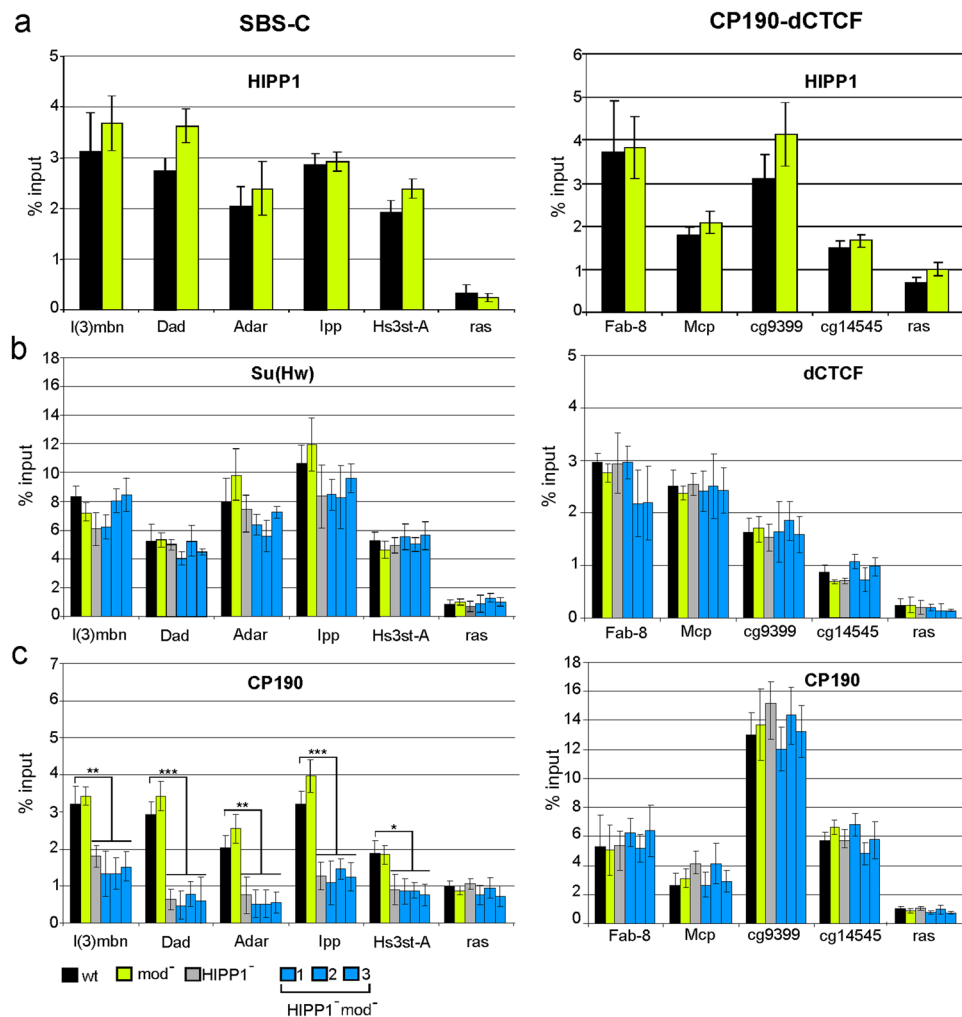 a
SBS-C
CP190-dCTCF
HIPP1
% input
5
4
3
2
1
0
l(3)mbn Dad Adar Ipp Hs3st-A ras
HIPP1
% input
6
5
4
3
2
1
0
Fab-8 Mcp cg9399 cg14545 ras
b
Su(Hw)
% input
18
16
14
12
10
8
6
4
2
0
l(3)mbn Dad Adar Ipp Hs3st-A ras
dCTCF
% input
5
4
3
2
1
0
Fab-8 Mcp cg9399 cg14545 ras
c
CP190
% input
7
6
5
4
3
2
1
0
** *** ** *** *
l(3)mbn Dad Adar Ipp Hs3st-A ras
CP190
% input
18
16
14
12
10
8
6
4
2
0
Fab-8 Mcp cg9399 cg14545 ras
wt mod⁻ HIPP1⁻ 1 2 3
HIPP1⁻mod⁻